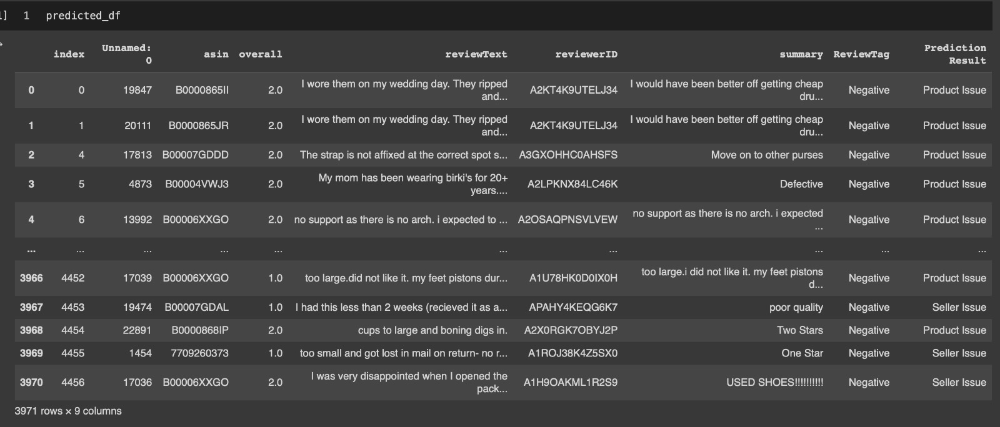 1] 1 predicted_df
index Unnamed: 0 asin overall reviewText reviewerID summary ReviewTag Prediction Result
0 0 19847 B0000865II 2.0 I wore them on my wedding day. They ripped and... A2KT4K9UTELJ34 I would have been better off getting cheap dru... Negative Product Issue
1 1 20111 B0000865JR 2.0 I wore them on my wedding day. They ripped and... A2KT4K9UTELJ34 I would have been better off getting cheap dru... Negative Product Issue
2 4 17813 B00007GDDD 2.0 The strap is not affixed at the correct spot s... A3GXOHHC0AHSFS Move on to other purses Negative Product Issue
3 5 4873 B00004VWJ3 2.0 My mom has been wearing birki's for 20+ years.... A2LPKNX84LC46K Defective Negative Product Issue
4 6 13992 B00006XXGO 2.0 no support as there is no arch. i expected to ... A2OSAQPNSVLVEW no support as there is no arch. i expected ... Negative Product Issue
... ... ... ... ... ... ... ... ... ...
3966 4452 17039 B00006XXGO 1.0 too large.did not like it. my feet pistons dur... A1U78HK0D0IX0H too large.i did not like it. my feet pistons d... Negative Product Issue
3967 4453 19474 B00007GDAL 1.0 I had this less than 2 weeks (recieved it as a... APAHY4KEQG6K7 poor quality Negative Seller Issue
3968 4454 22891 B0000868IP 2.0 cups to large and boning digs in. A2X0RGK7OBYJ2P Two Stars Negative Product Issue
3969 4455 1454 7709260373 1.0 too small and got lost in mail on return- no r... A1ROJ38K4Z5SX0 One Star Negative Seller Issue
3970 4456 17036 B00006XXGO 2.0 I was very disappointed when I opened the pack... A1H9OAKML1R2S9 USED SHOES!!!!!!!!!! Negative Seller Issue
3971 rows × 9 columns